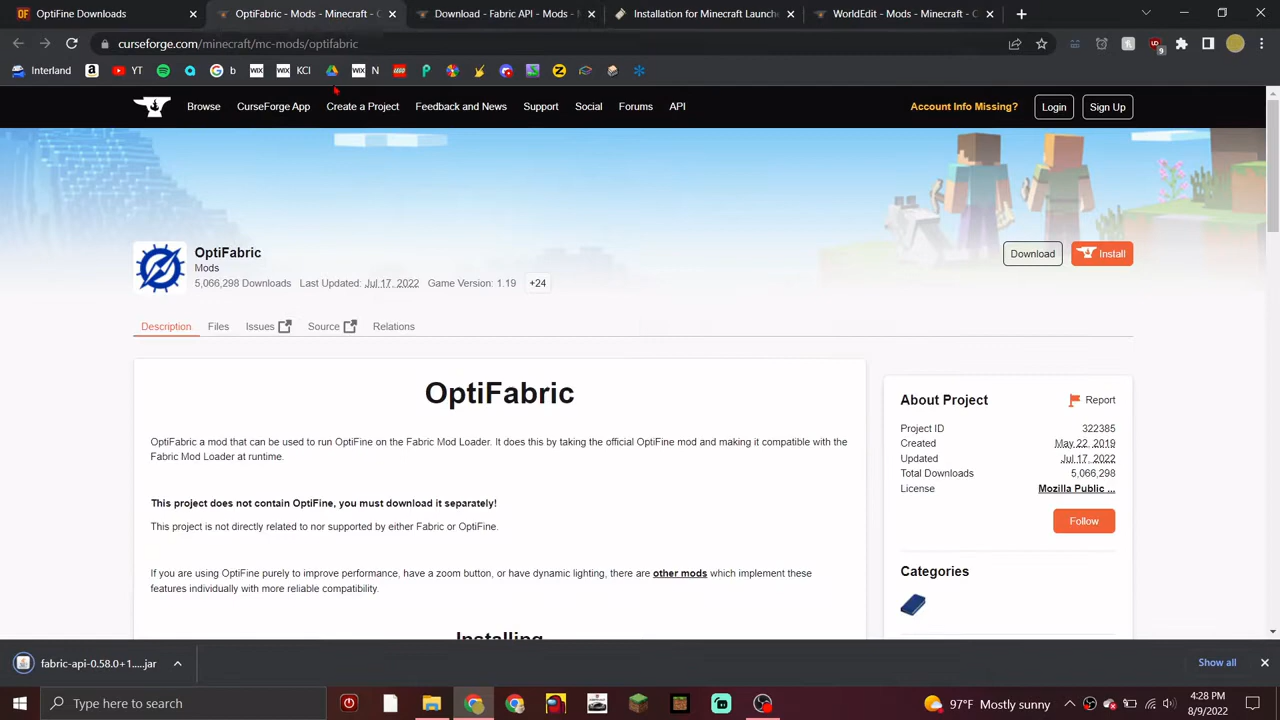 OptiFine Downloads
OptiFabric - Mods - Minecraft - C
Download - Fabric API - Mods - M
Installation for Minecraft Launche
WorldEdit - Mods - Minecraft - C
curseforge.com/minecraft/mc-mods/optifabric
Interland
YT
b
WIX
WIX KCI
WIX N
Browse
CurseForge App
Create a Project
Feedback and News
Support
Social
Forums
API
Account Info Missing?
Login
Sign Up
OptiFabric
Mods
5,066,298 Downloads Last Updated: Jul 17, 2022 Game Version: 1.19 +24
Download
Install
Description
Files
Issues
Source
Relations
OptiFabric
OptiFabric a mod that can be used to run OptiFine on the Fabric Mod Loader. It does this by taking the official OptiFine mod and making it compatible with the
Fabric Mod Loader at runtime.
This project does not contain OptiFine, you must download it separately!
This project is not directly related to nor supported by either Fabric or OptiFine.
If you are using OptiFine purely to improve performance, have a zoom button, or have dynamic lighting, there are other mods which implement these
features individually with more reliable compatibility.
Installing
About Project
Report
Project ID 322385
Created May 22, 2019
Updated Jul 17, 2022
Total Downloads 5,066,298
License Mozilla Public ...
Follow
Categories
fabric-api-0.58.0+1.....jar
Show all
Type here to search
97°F Mostly sunny
4:28 PM
8/9/2022